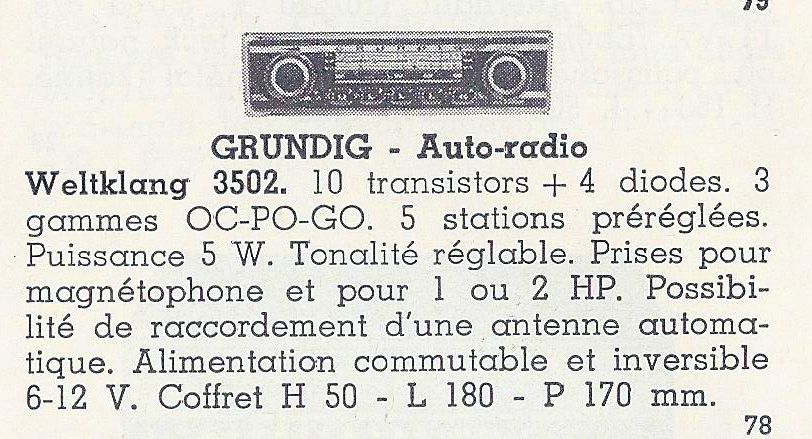 79
GRUNDIG
GRUNDIG - Auto-radio
Weltklang 3502. 10 transistors + 4 diodes. 3
gammes OC-PO-GO. 5 stations préréglées.
Puissance 5 W. Tonalité réglable. Prises pour
magnétophone et pour 1 ou 2 HP. Possibi-
lité de raccordement d'une antenne automa-
tique. Alimentation commutable et inversible
6-12 V. Coffret H 50 - L 180 - P 170 mm.
78